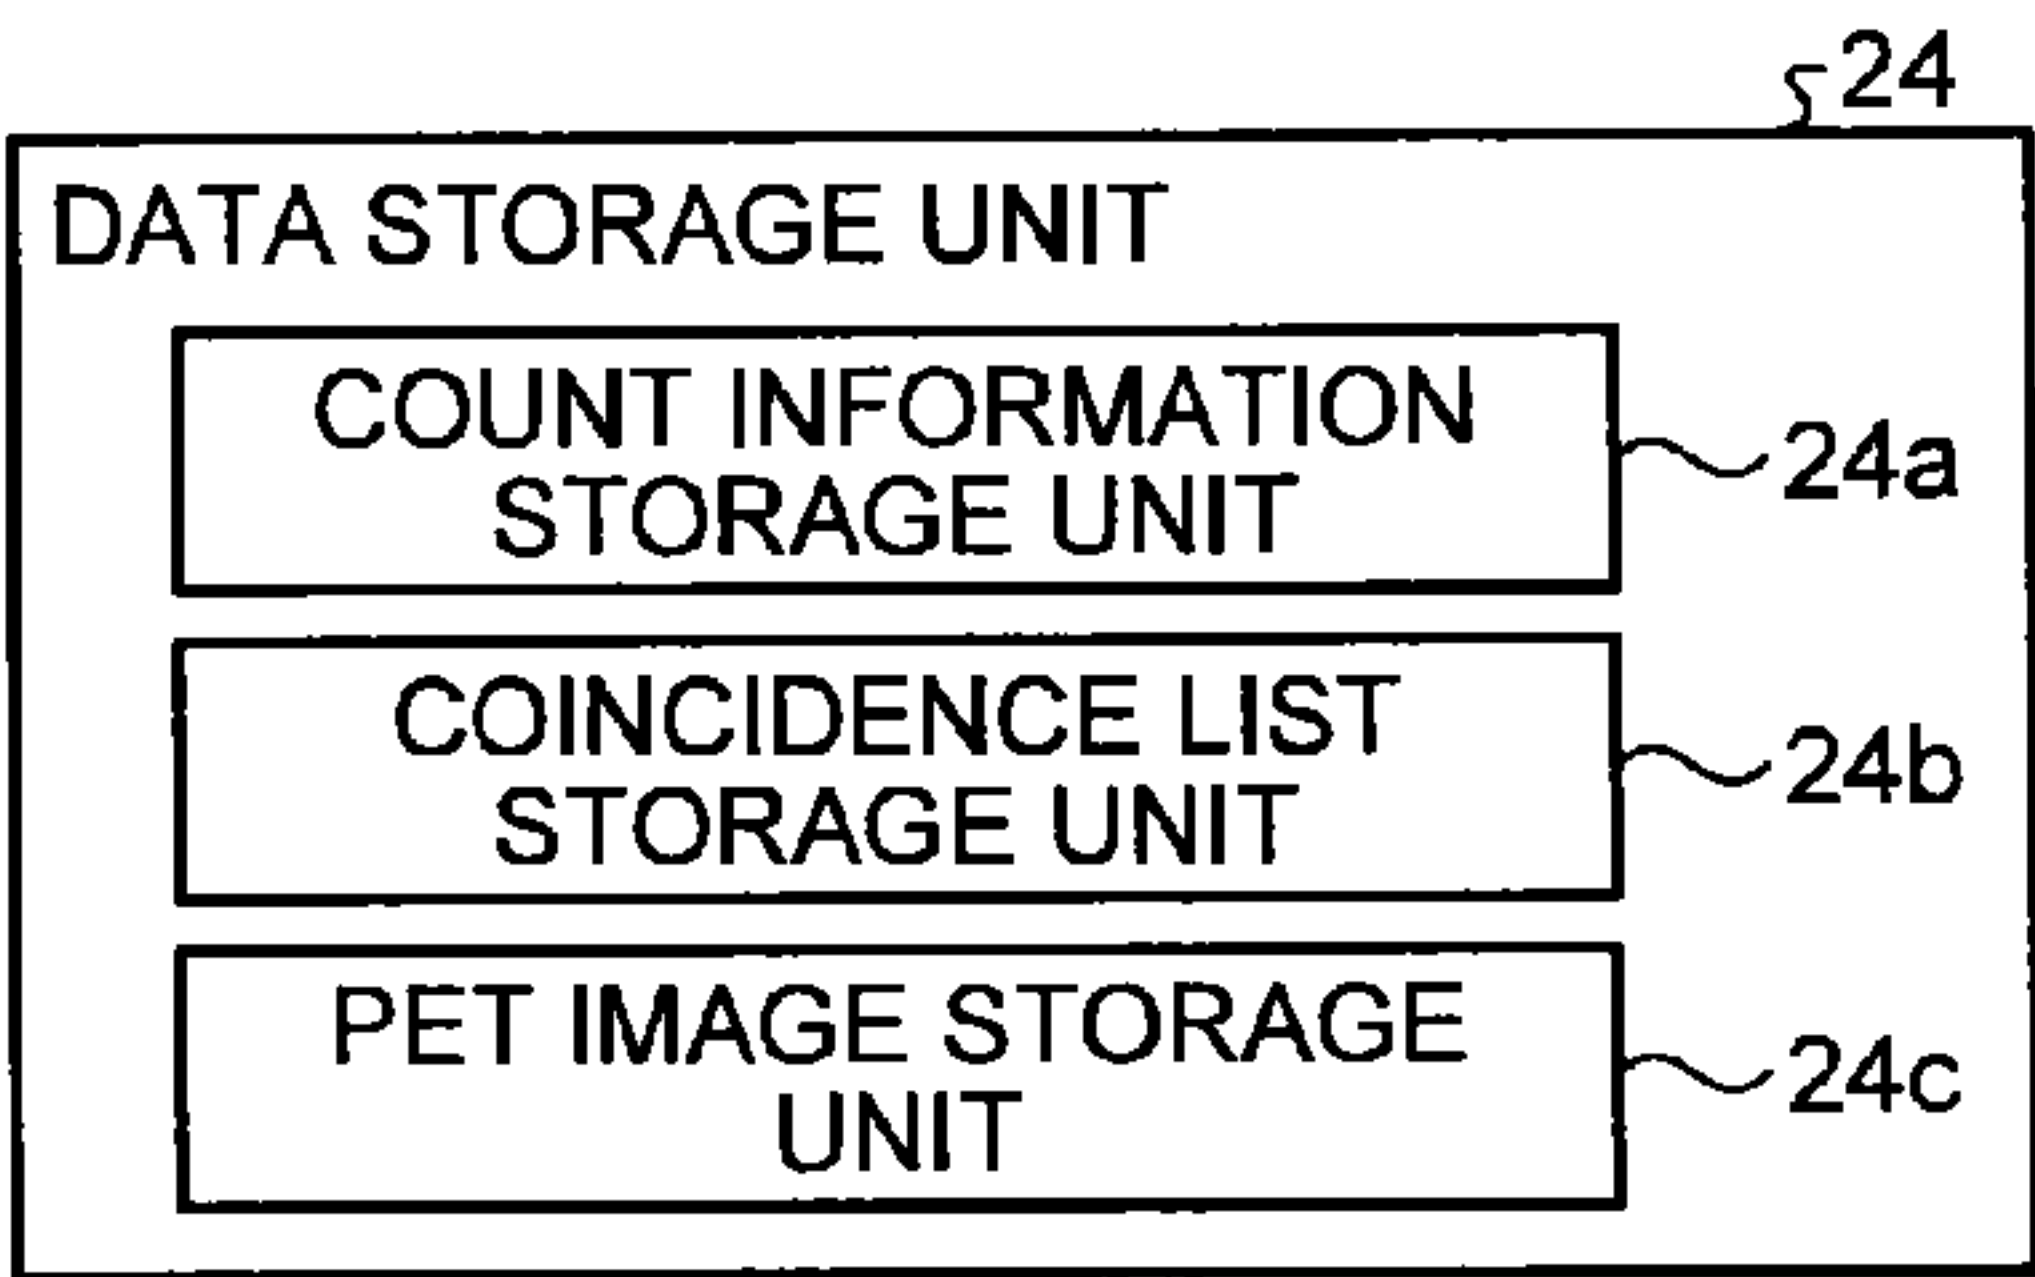 24
DATA STORAGE UNIT
COUNT INFORMATION
STORAGE UNIT
24a
COINCIDENCE LIST
STORAGE UNIT
24b
PET IMAGE STORAGE
UNIT
24c